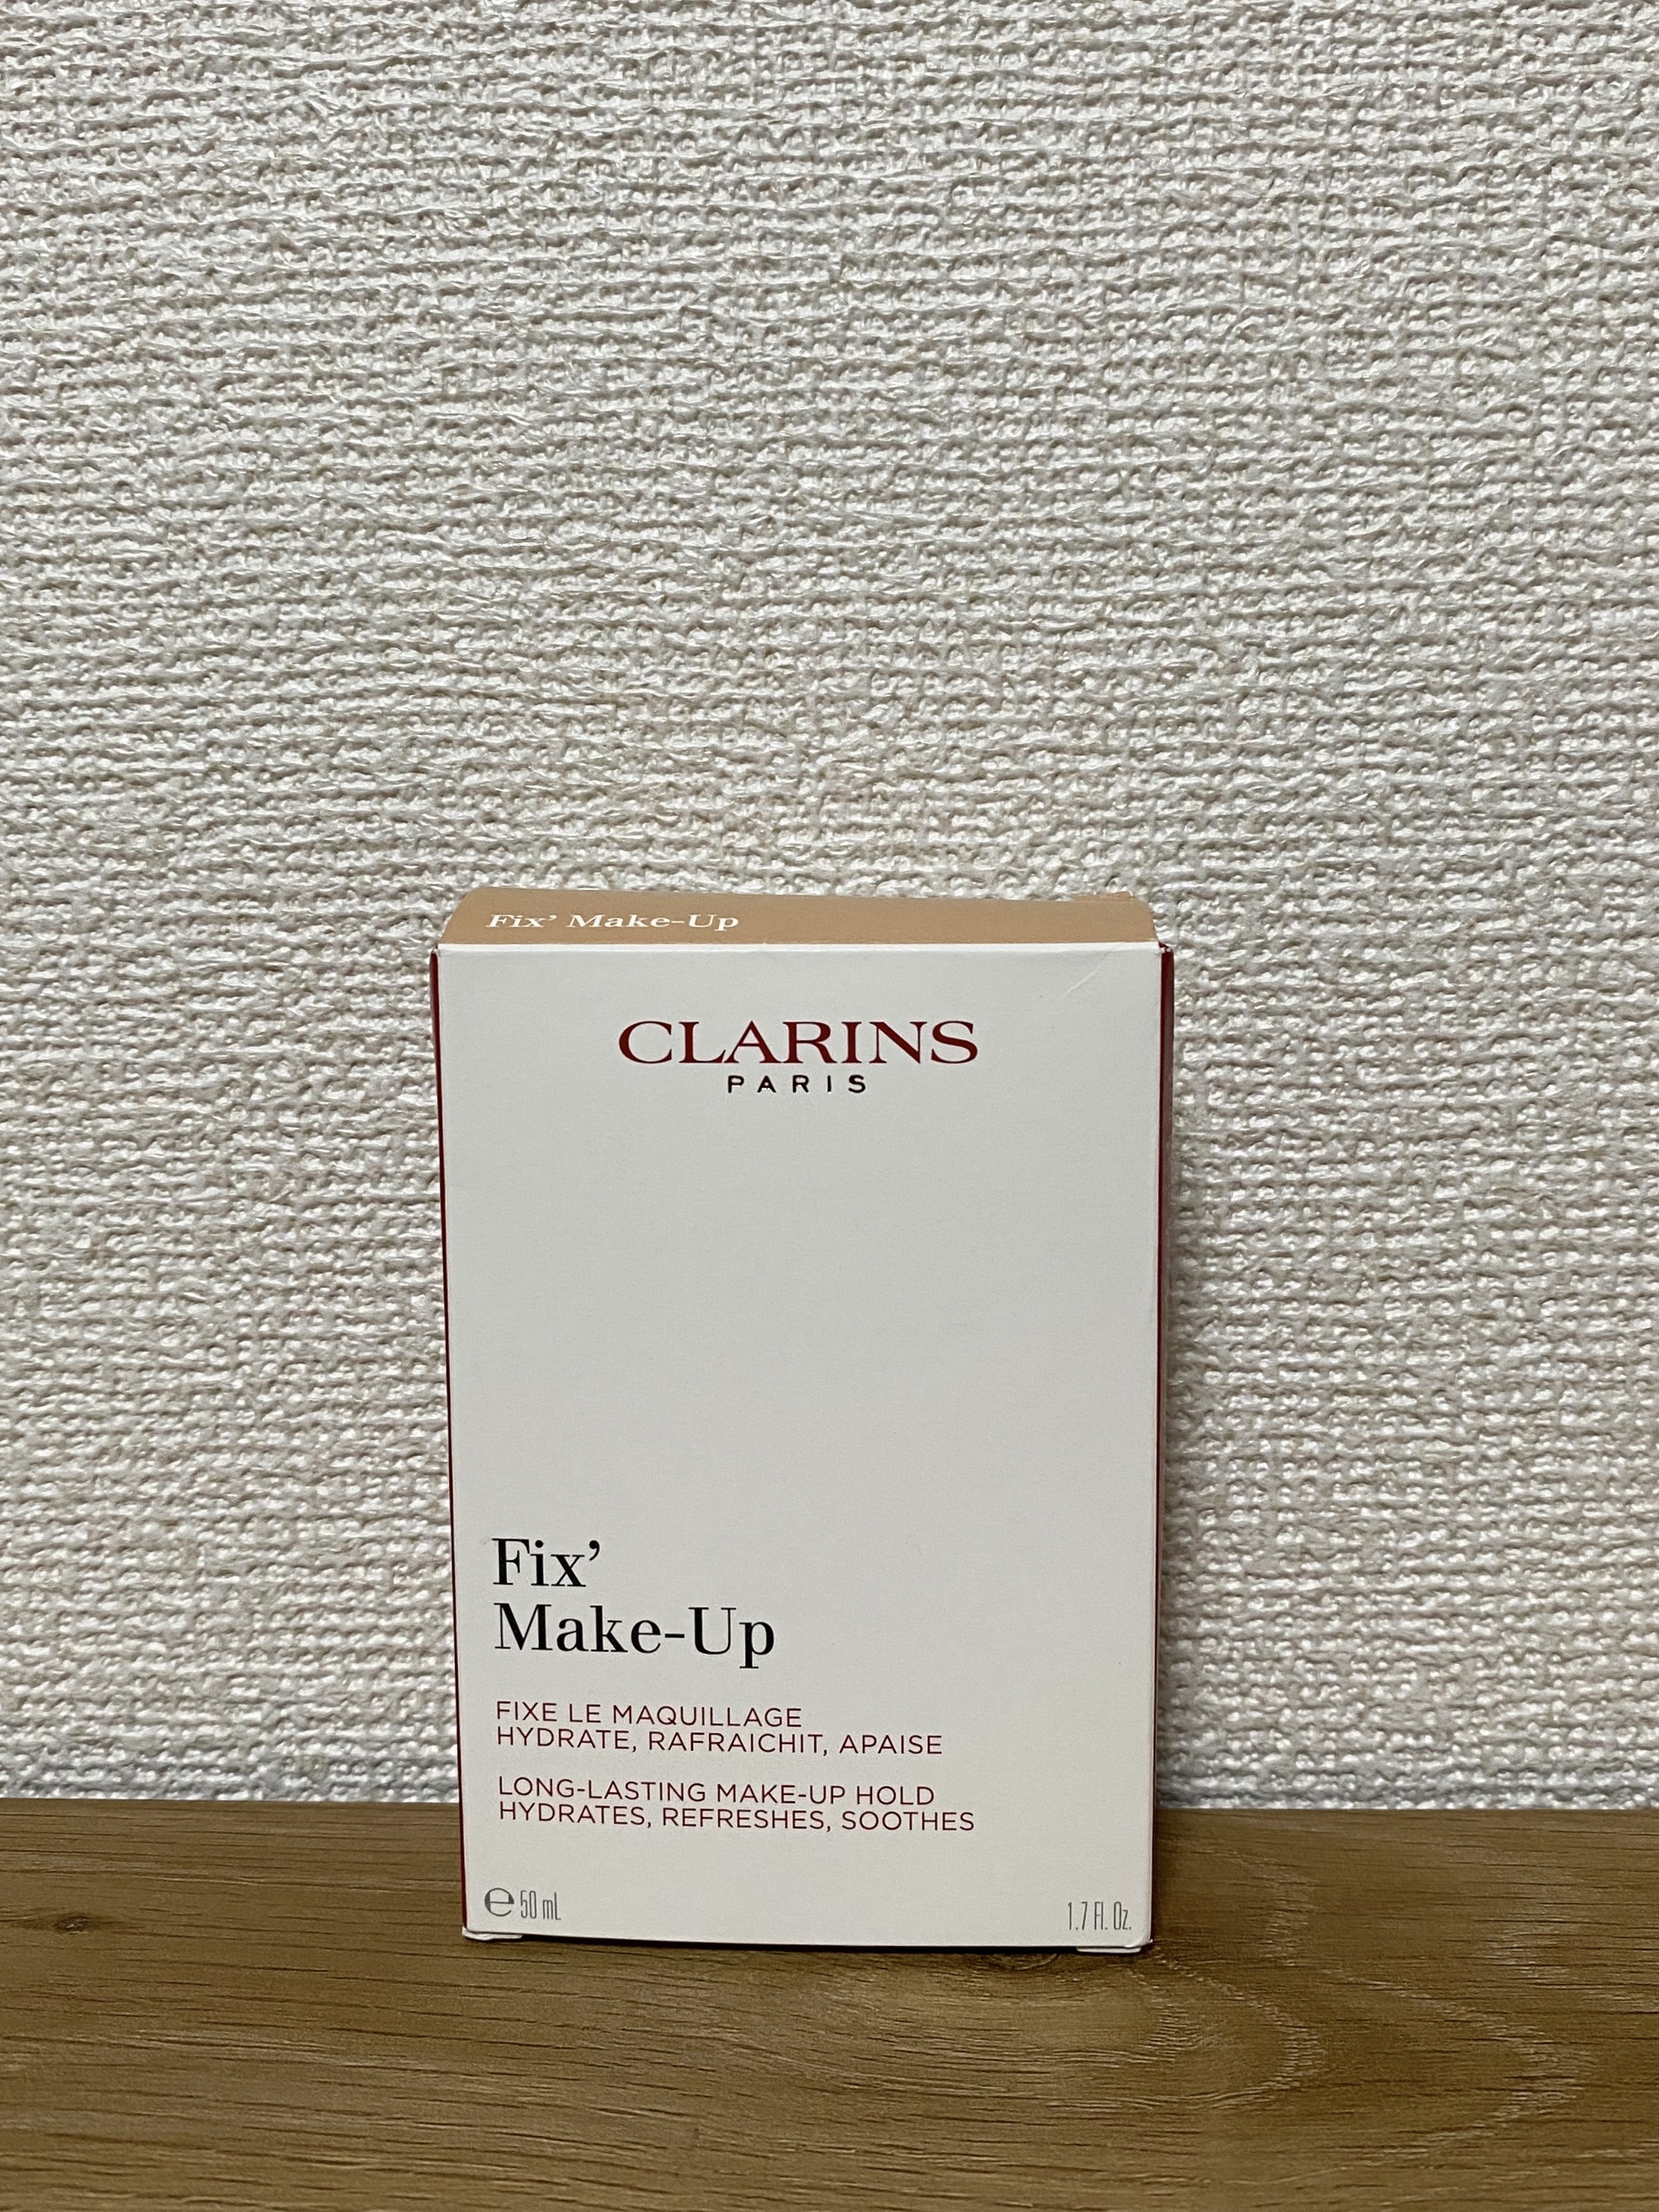 Fix’ Make-Up
CLARINS
PARIS
Fix’
Make-Up
FIXE LE MAQUILLAGE
HYDRATE, RAFRAICHIT, APAISE
LONG-LASTING MAKE-UP HOLD
HYDRATES, REFRESHES, SOOTHES
℮ 50 mL
1.7 Fl. Oz.